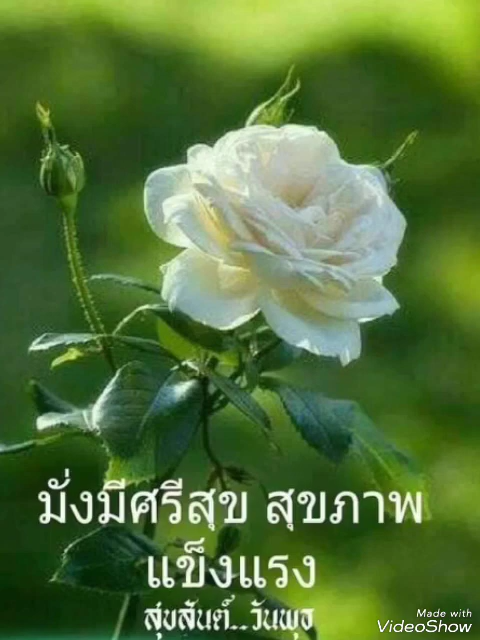 มั่งมีศรีสุข สุขภาพ
แข็งแรง
สุขสันต์..วันพุธ
Made with
VideoShow